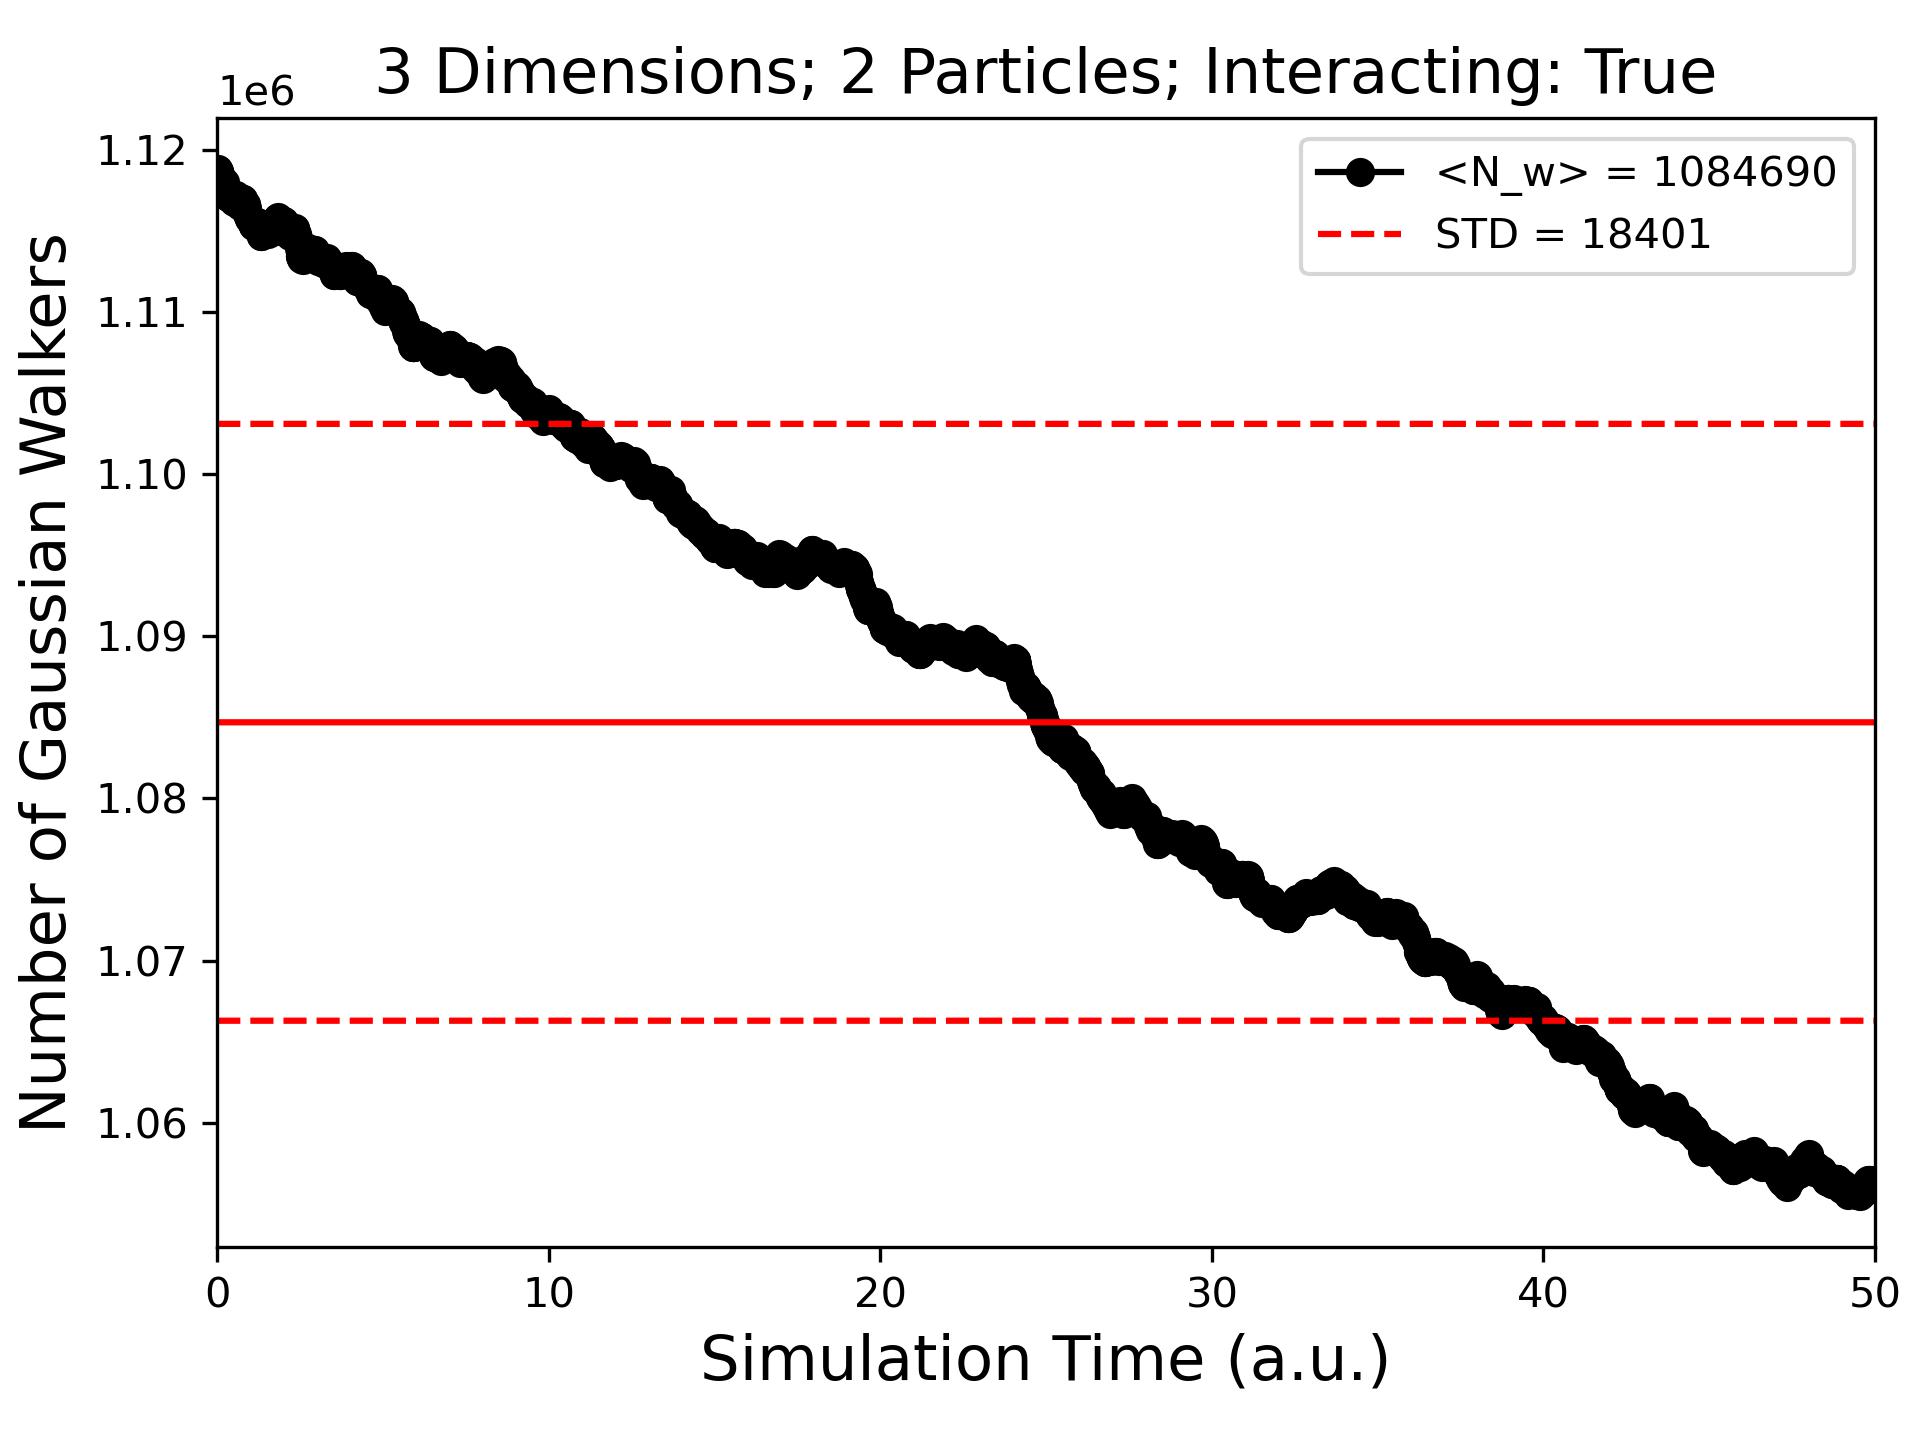 3 Dimensions; 2 Particles; Interacting: True
1e6
<N_w> = 1084690
STD = 18401
Number of Gaussian Walkers
1.12
1.11
1.10
1.09
1.08
1.07
1.06
0 10 20 30 40 50
Simulation Time (a.u.)